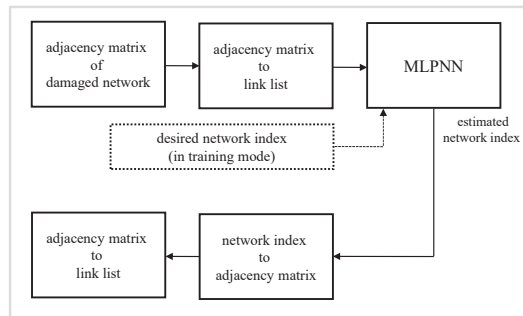 adjacency matrix
of
damaged network
adjacency matrix
to
link list
MLPNN
desired network index
(in training mode)
estimated
network index
adjacency matrix
to
link list
network index
to
adjacency matrix